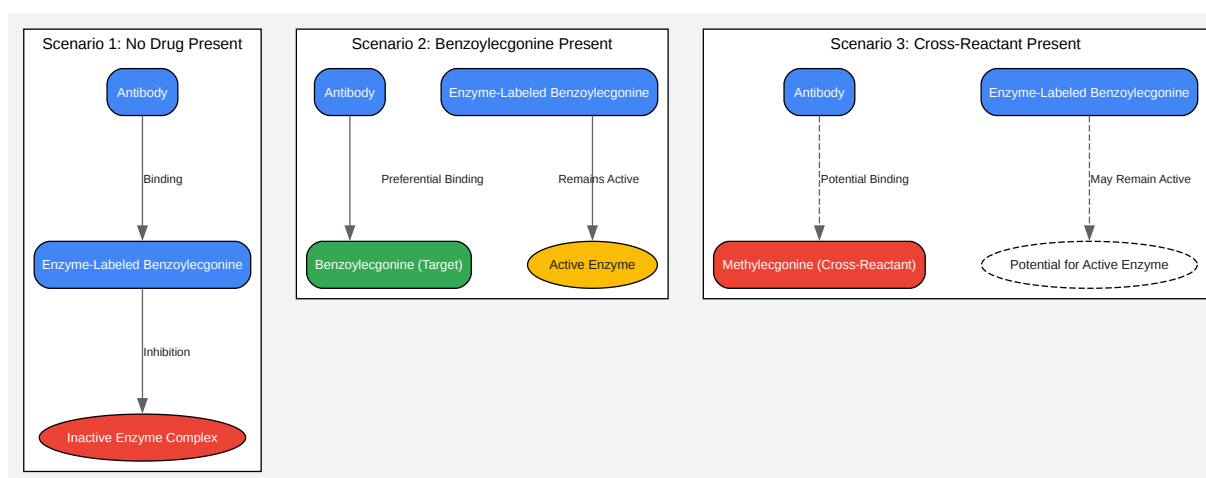 Scenario 1: No Drug Present
Antibody
Binding
Enzyme-Labeled Benzoylecgonine
Inhibition
Inactive Enzyme Complex
Scenario 2: Benzoylecgonine Present
Antibody
Enzyme-Labeled Benzoylecgonine
Preferential Binding
Remains Active
Benzoylecgonine (Target)
Active Enzyme
Scenario 3: Cross-Reactant Present
Antibody
Enzyme-Labeled Benzoylecgonine
Potential Binding
May Remain Active
Methylecgonine (Cross-Reactant)
Potential for Active Enzyme